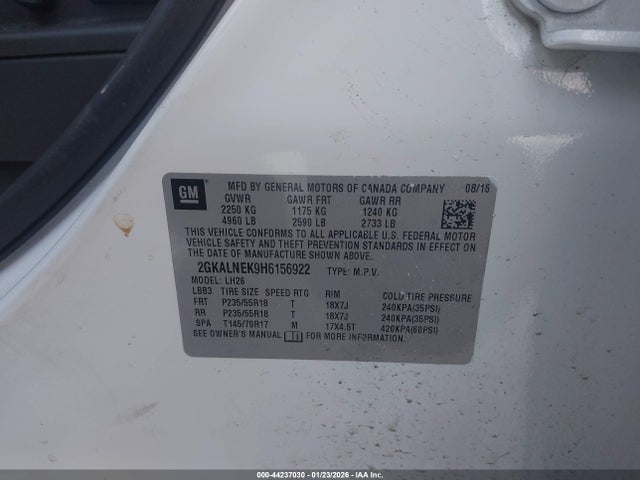 GM
MFD BY GENERAL MOTORS OF CANADA COMPANY 08/16
GVWR GAWR FRT GAWR RR
2250 KG 1175 KG 1240 KG
4960 LB 2590 LB 2733 LB
THIS VEHICLE CONFORMS TO ALL APPLICABLE U.S. FEDERAL MOTOR
VEHICLE SAFETY AND THEFT PREVENTION STANDARDS IN EFFECT ON
THE DATE OF MANUFACTURE SHOWN ABOVE.
2GKALNEK9H6156922 TYPE: M.P.V.
MODEL: LH26
LBB3 TIRE SIZE SPEED RTG RIM COLD TIRE PRESSURE
FRT P235/55R18 T 18X7J 240KPA(35PSI)
RR P235/55R18 T 18X7J 240KPA(35PSI)
SPA T145/70R17 M 17X4.5T 420KPA(60PSI)
SEE OWNER'S MANUAL FOR MORE INFORMATION.
000-44237030 - 01/23/2026 - IAA Holdings, LLC.